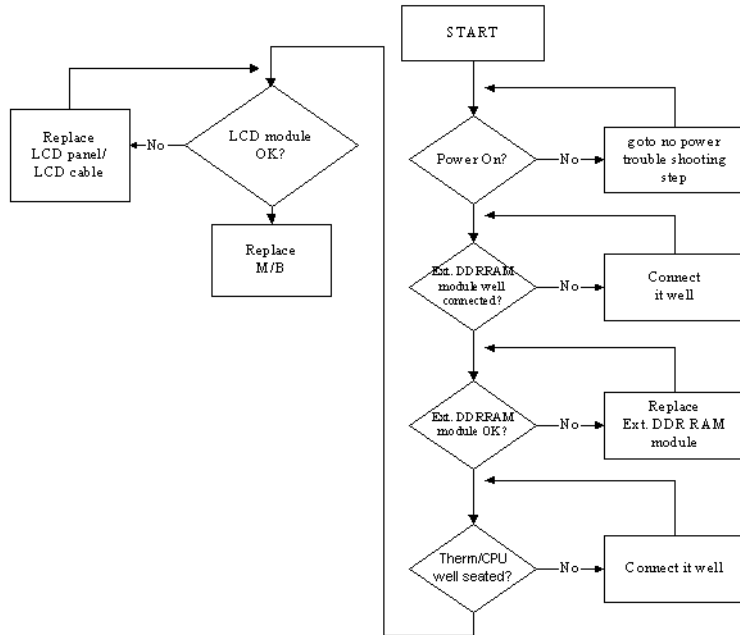 START
Power On?
No
goto no power
trouble shooting
step
Ext. DDRRAM
module well
connected?
No
Connect
it well
Ext. DDRRAM
module OK?
No
Replace
Ext. DDR RAM
module
Therm/CPU
well seated?
No
Connect it well
LCD module
OK?
No
Replace
LCD panel/
LCD cable
Replace
M/B